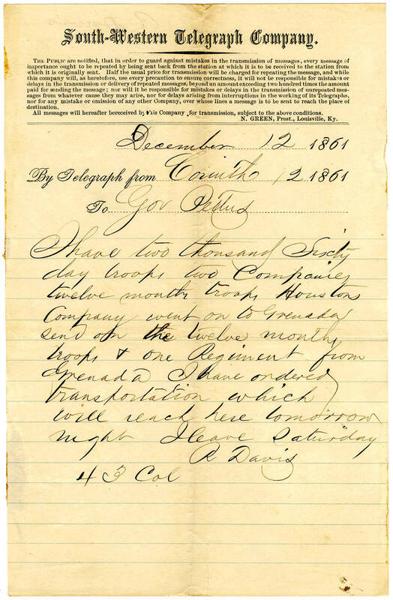 South-Western Telegraph Company.
THE PUBLIC are notified, that in order to guard against mistakes in the transmission of messages, every message of
importance ought to be repeated by being sent back from the station at which it is to be received to the station from
which it is originally sent. Half the usual price for transmission will be charged for repeating the message, and while
this company will, as heretofore, use every precaution to ensure correctness, it will not be responsible for mistakes or
delays in the transmission of repeated messages, beyond an amount exceeding two hundred times the amount
paid for sending the message; nor will it be responsible for mistakes or delays in the transmission of unrepeated
messages from whatever cause they may arise, nor for delays arising from interruptions in the working of its Telegraphs,
nor for any mistake or omission of any other Company, over whose lines a message is to be sent to reach the place of
destination.
All messages will hereafter be received by this Company for transmission, subject to the above conditions.
N. GREEN, Prest., Louisville, Ky.
December 12 1861
By Telegraph from Corinth 12 1861
To Gov Pettus
I have two thousand Sixty
day troops two Companies
twelve months troops Houston
Company went on to Grenada
send on the twelve months
troops & one Regiment from
Grenada I have ordered
transportation which
will reach here tomorrow
night I leave Saturday
R Davis
43 Col